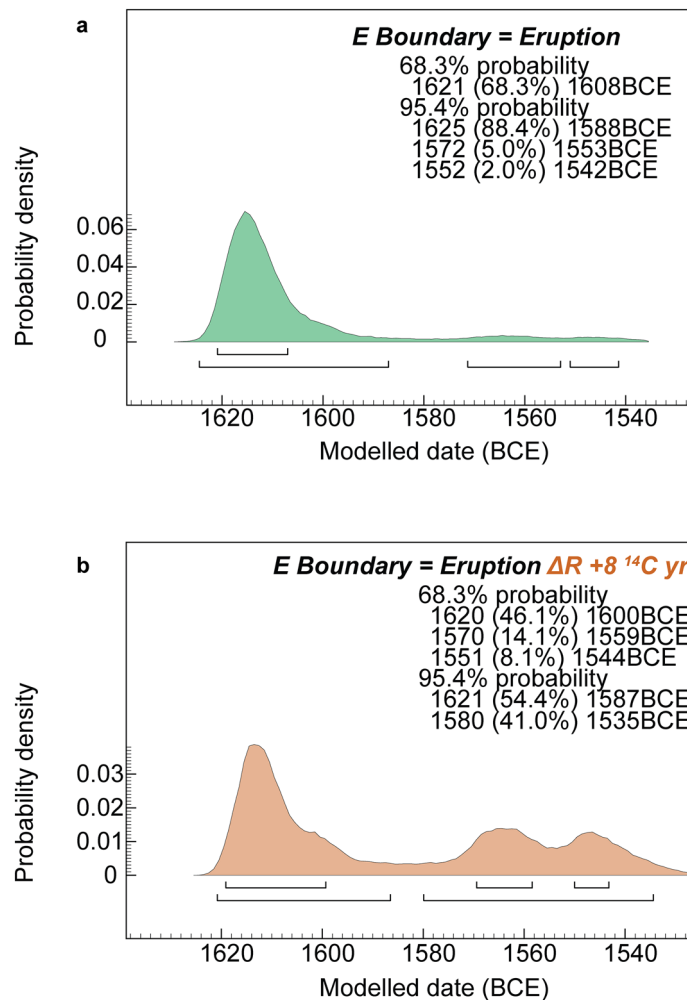 a
E Boundary = Eruption
68.3% probability
1621 (68.3%) 1608BCE
95.4% probability
1625 (88.4%) 1588BCE
1572 (5.0%) 1553BCE
1552 (2.0%) 1542BCE
Probability density
0.06
0.04
0.02
0
1620 1600 1580 1560 1540
Modelled date (BCE)
b
E Boundary = Eruption ΔR +8 ¹⁴C yr
68.3% probability
1620 (46.1%) 1600BCE
1570 (14.1%) 1559BCE
1551 (8.1%) 1544BCE
95.4% probability
1621 (54.4%) 1587BCE
1580 (41.0%) 1535BCE
Probability density
0.03
0.02
0.01
0
1620 1600 1580 1560 1540
Modelled date (BCE)